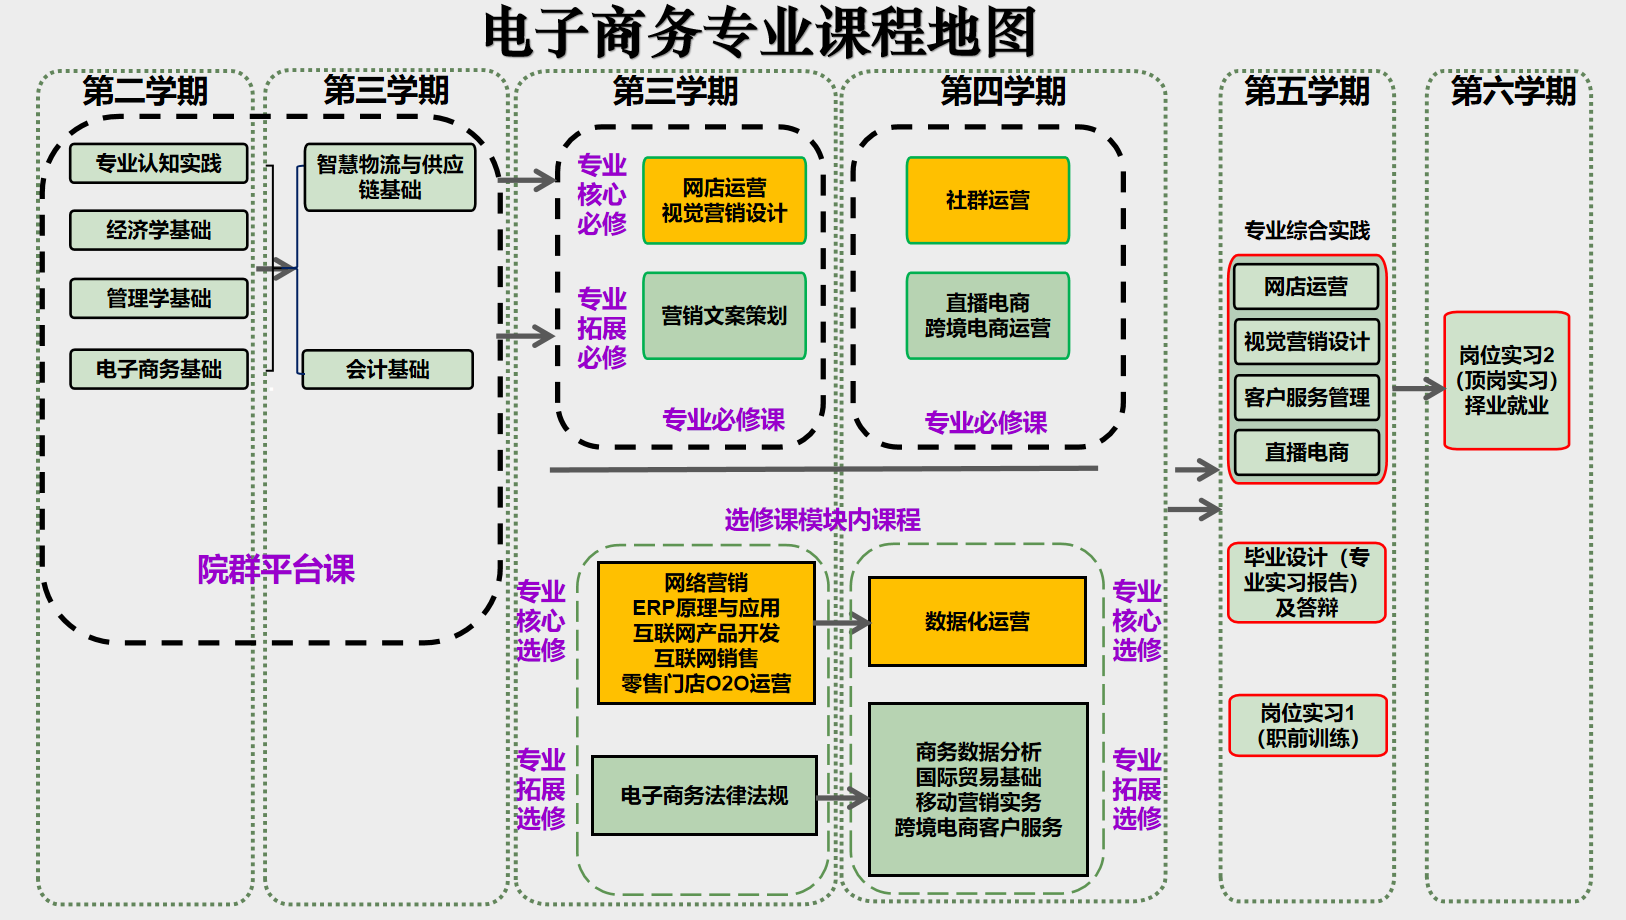 电子商务专业课程地图
第二学期
第三学期
第三学期
第四学期
第五学期
第六学期
专业认知实践
经济学基础
管理学基础
电子商务基础
智慧物流与供应
链基础
会计基础
院群平台课
专业
核心
必修
网店运营
视觉营销设计
专业
拓展
必修
营销文案策划
专业必修课
社群运营
直播电商
跨境电商运营
专业必修课
选修课模块内课程
专业
核心
选修
网络营销
ERP原理与应用
互联网产品开发
互联网销售
零售门店O2O运营
数据化运营
专业
核心
选修
专业
拓展
选修
电子商务法律法规
商务数据分析
国际贸易基础
移动营销实务
跨境电商客户服务
专业
拓展
选修
专业综合实践
网店运营
视觉营销设计
客户服务管理
直播电商
毕业设计（专
业实习报告）
及答辩
岗位实习1
（职前训练）
岗位实习2
（顶岗实习）
择业就业